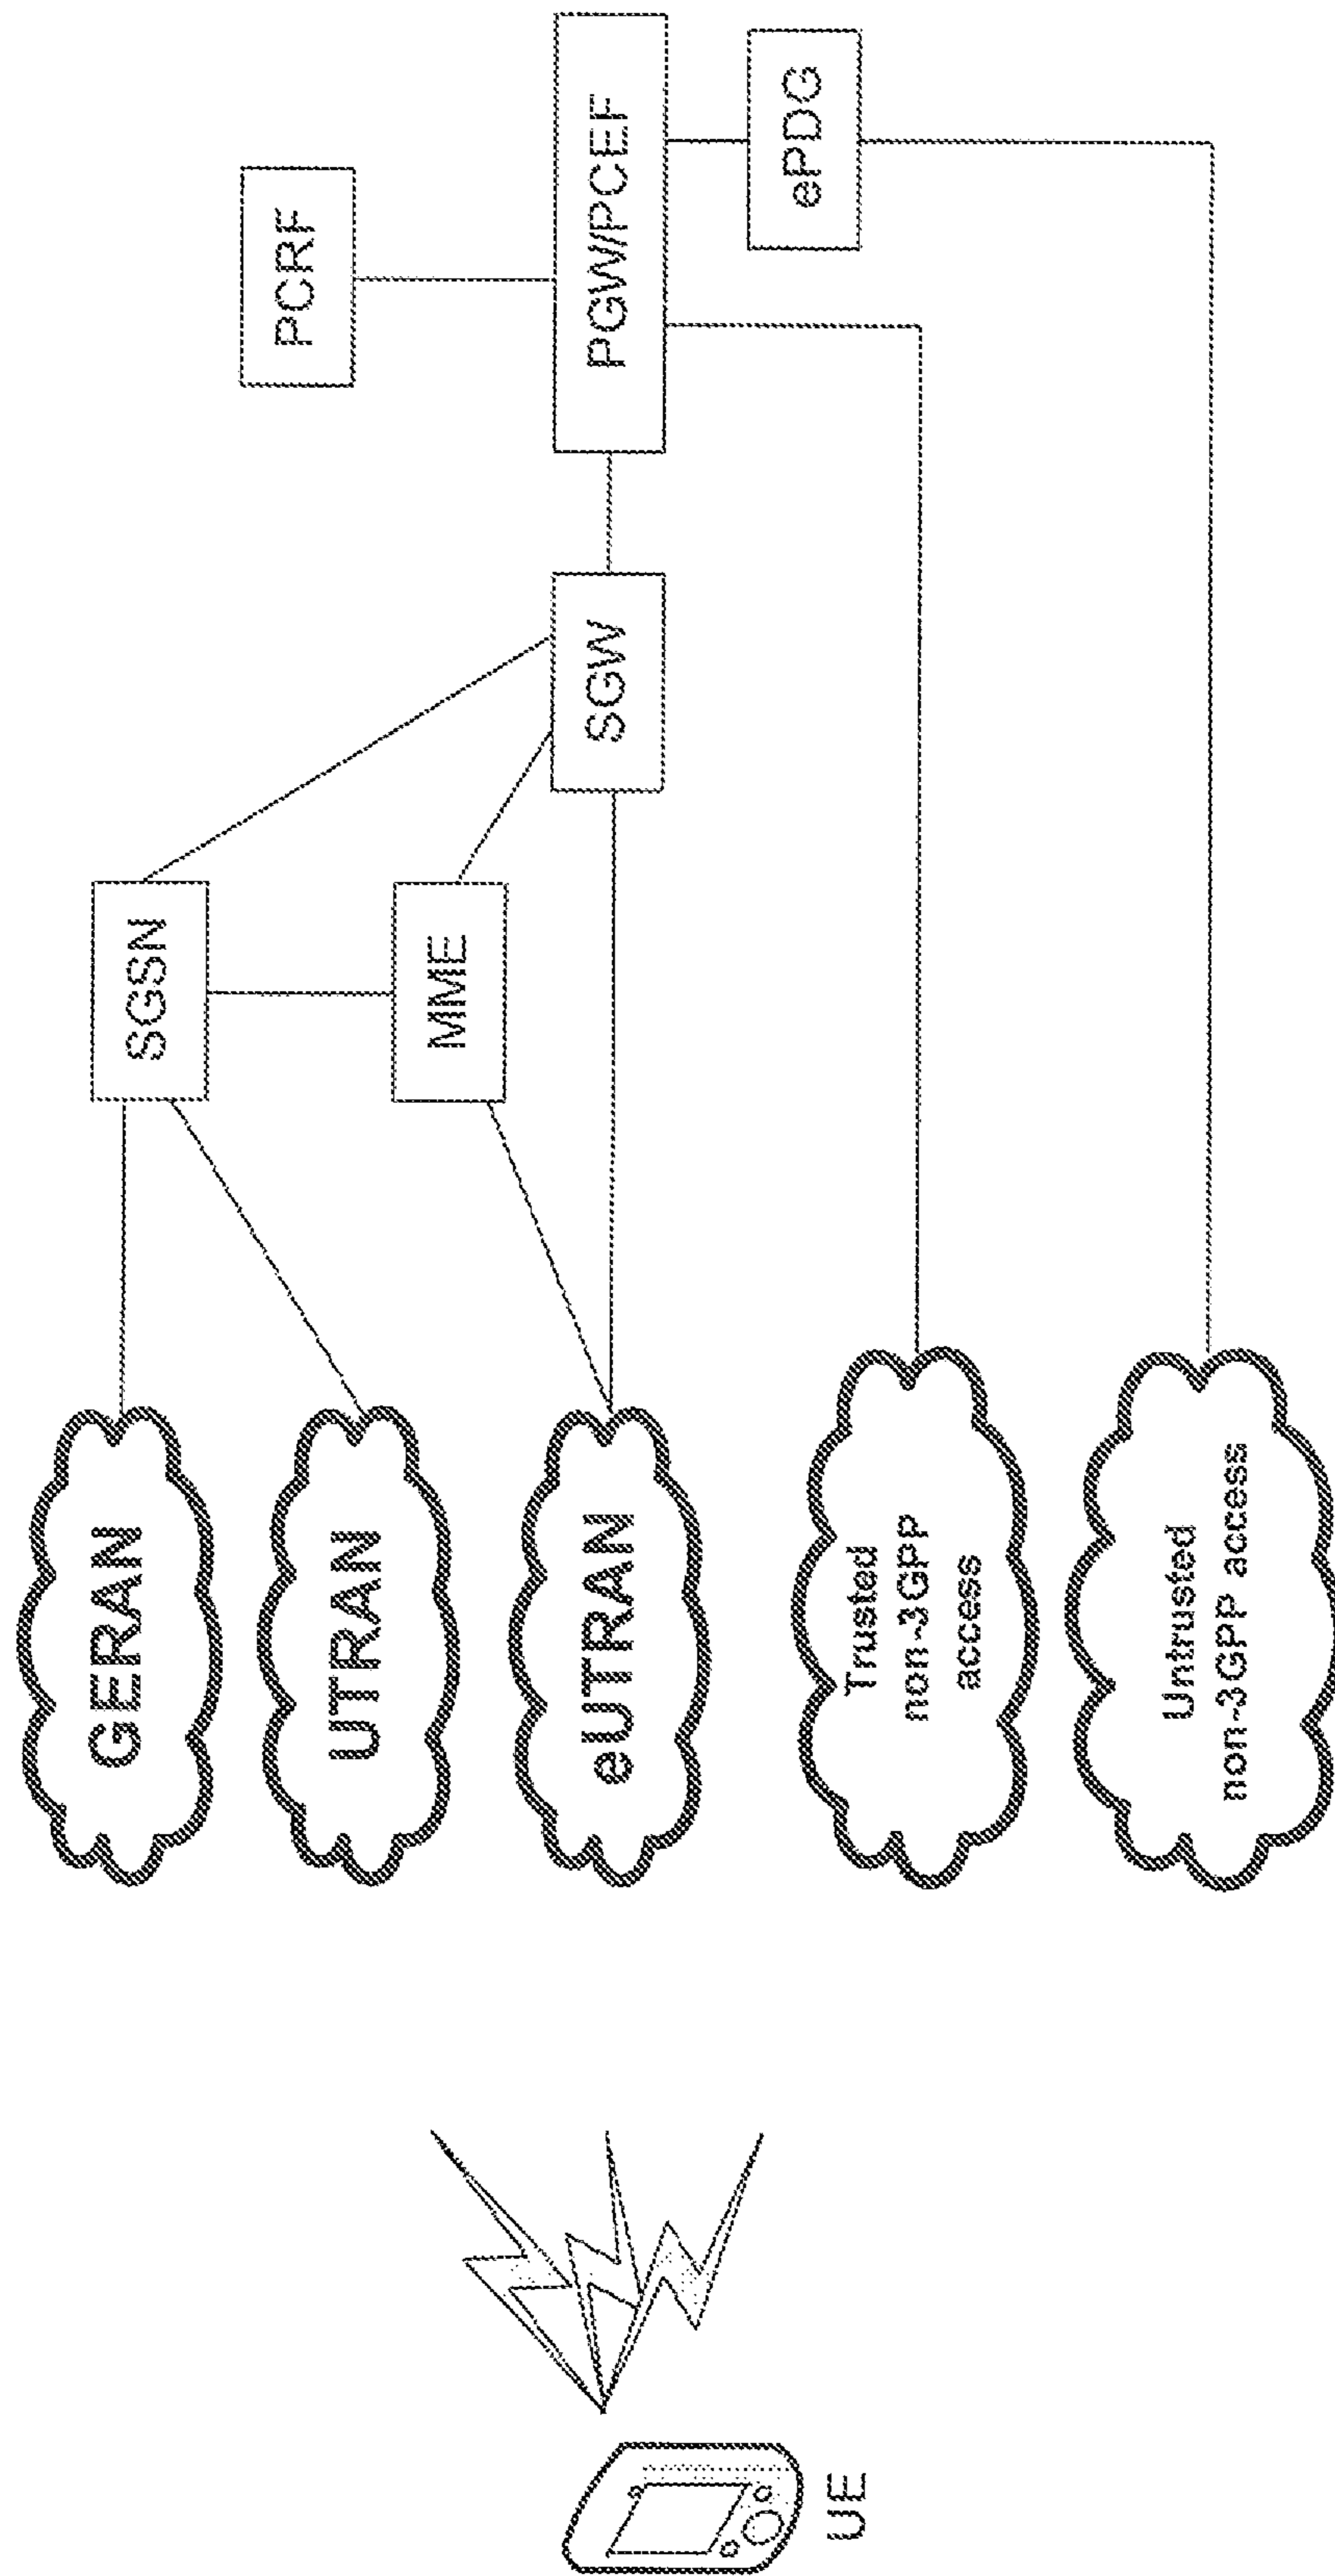 UE
GERAN
UTRAN
eUTRAN
Trusted
non-3GPP
access
Untrusted
non-3GPP access
SGSN
MME
SGW
PCRF
PGW/PCEF
ePDG